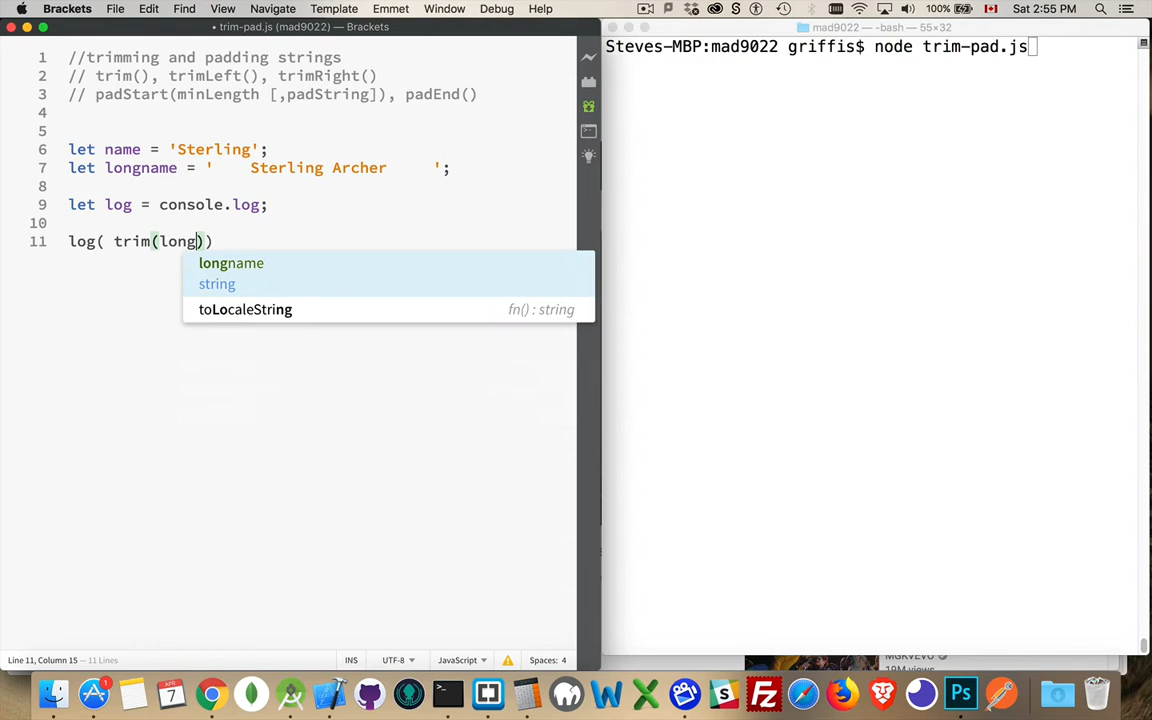 Brackets File Edit Find View Navigate Template Emmet Window Debug Help 100% Sat 2:55 PM
• trim-pad.js (mad9022) — Brackets
mad9022 — -bash — 55×32
1 //trimming and padding strings
2 // trim(), trimLeft(), trimRight()
3 // padStart(minLength [,padString]), padEnd()
4
5
6 let name = 'Sterling';
7 let longname = '    Sterling Archer     ';
8
9 let log = console.log;
10
11 log( trim(long))
longname
string
toLocaleString fn() : string
Steves-MBP:mad9022 griffis$ node trim-pad.js
Line 11, Column 15 — 11 Lines INS UTF-8 JavaScript Spaces: 4
MGKVEVO
19M views